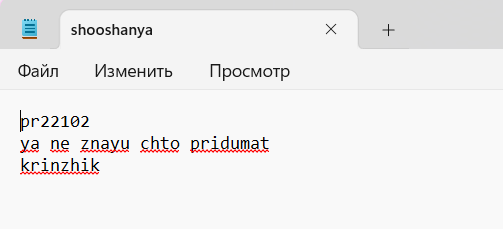 shooshanya
Файл Изменить Просмотр
pr22102
ya ne znayu chto pridumat
krinzhik